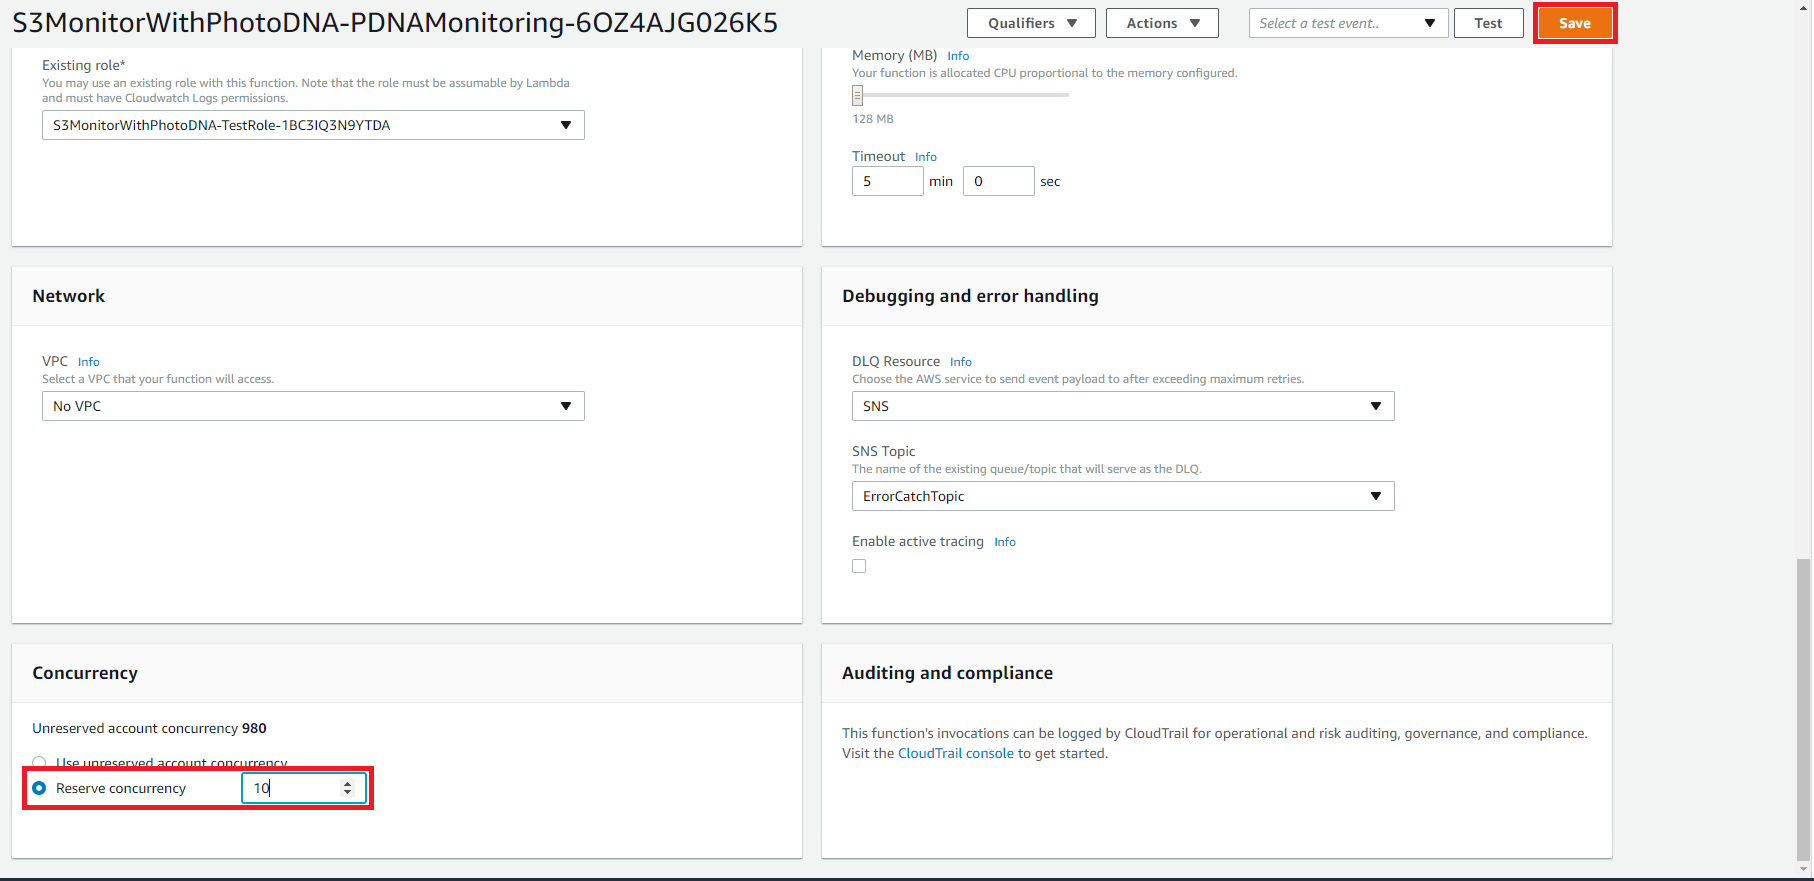 S3MonitorWithPhotoDNA-PDNAMonitoring-6OZ4AJG026K5
Qualifiers
Actions
Select a test event..
Test
Save
Existing role*
You may use an existing role with this function. Note that the role must be assumable by Lambda
and must have Cloudwatch Logs permissions.
S3MonitorWithPhotoDNA-TestRole-1BC3IQ3N9YTDA
Memory (MB) Info
Your function is allocated CPU proportional to the memory configured.
128 MB
Timeout Info
5 min 0 sec
Network
VPC Info
Select a VPC that your function will access.
No VPC
Debugging and error handling
DLQ Resource Info
Choose the AWS service to send event payload to after exceeding maximum retries.
SNS
SNS Topic
The name of the existing queue/topic that will serve as the DLQ.
ErrorCatchTopic
Enable active tracing Info
Concurrency
Unreserved account concurrency 980
Use unreserved account concurrency
Reserve concurrency 10
Auditing and compliance
This function's invocations can be logged by CloudTrail for operational and risk auditing, governance, and compliance.
Visit the CloudTrail console to get started.